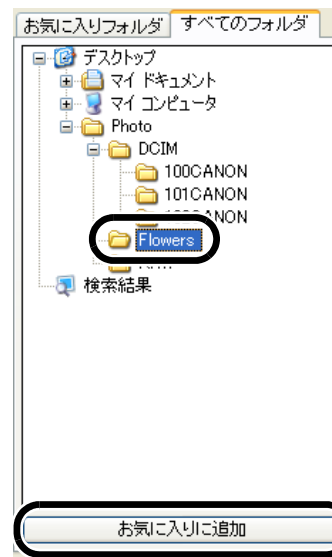 お気に入りフォルダ すべてのフォルダ
デスクトップ
マイ ドキュメント
マイ コンピュータ
Photo
DCIM
100CANON
101CANON
CANON
Flowers
検索結果
お気に入りに追加